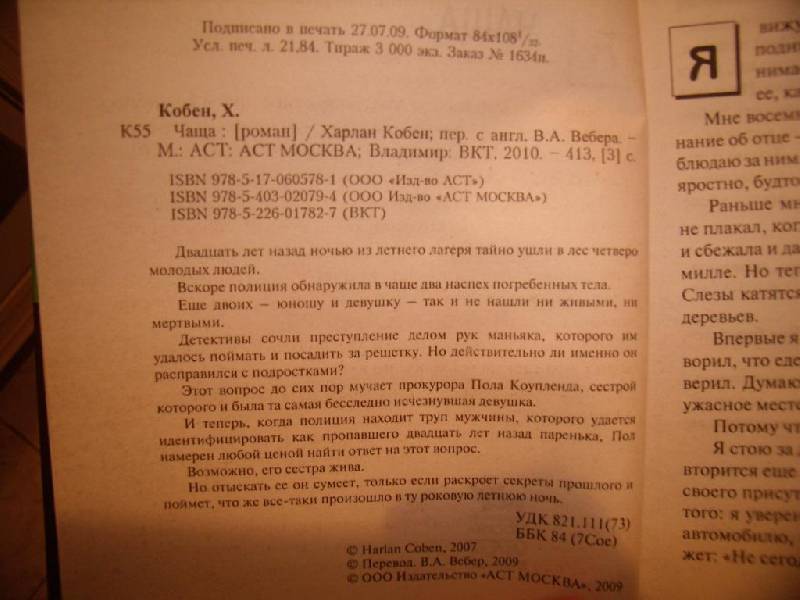 Подписано в печать 27.07.09. Формат 84x108 1/32.
Усл. печ. л. 21,84. Тираж 3 000 экз. Заказ № 1634п.
Кобен, Х.
К55 Чаща : [роман] / Харлан Кобен; пер. с англ. В.А. Вебера. –
М.: АСТ: АСТ МОСКВА; Владимир: ВКТ, 2010. – 413, [3] с.
ISBN 978-5-17-060578-1 (ООО «Изд-во АСТ»)
ISBN 978-5-403-02079-4 (ООО Изд-во «АСТ МОСКВА»)
ISBN 978-5-226-01782-7 (ВКТ)
Двадцать лет назад ночью из летнего лагеря тайно ушли в лес четверо
молодых людей.
Вскоре полиция обнаружила в чаще два наспех погребенных тела.
Еще двоих – юношу и девушку – так и не нашли ни живыми, ни
мертвыми.
Детективы сочли преступление делом рук маньяка, которого им
удалось поймать и посадить за решетку. Но действительно ли именно он
расправился с подростками?
Этот вопрос до сих пор мучает прокурора Пола Коупленда, сестрой
которого и была та самая бесследно исчезнувшая девушка.
И теперь, когда полиция находит труп мужчины, которого удается
идентифицировать как пропавшего двадцать лет назад паренька, Пол
намерен любой ценой найти ответ на этот вопрос.
Возможно, его сестра жива.
Но отыскать ее он сумеет, только если раскроет секреты прошлого и
поймет, что же все-таки произошло в ту роковую летнюю ночь.
УДК 821.111(73)
ББК 84 (7Сое)
© Harlan Coben, 2007
© Перевод. В.А. Вебер, 2009
© ООО Издательство «АСТ МОСКВА», 2009
Я
вижу
подни
нима
ее, ка
Мне восемн
нание об отце –
блюдаю за ним.
яростно, будто
Раньше мн
не плакал, ког
и сбежала и да
милле. Но теп
Слезы катятся
деревьев.
Впервые я
ворил, что еде
верил. Думаю
ужасное месте
Потому чт
Я стою за д
вторится еще
своего присут
того: я уверен
автомобилю,
жет: «Не сего